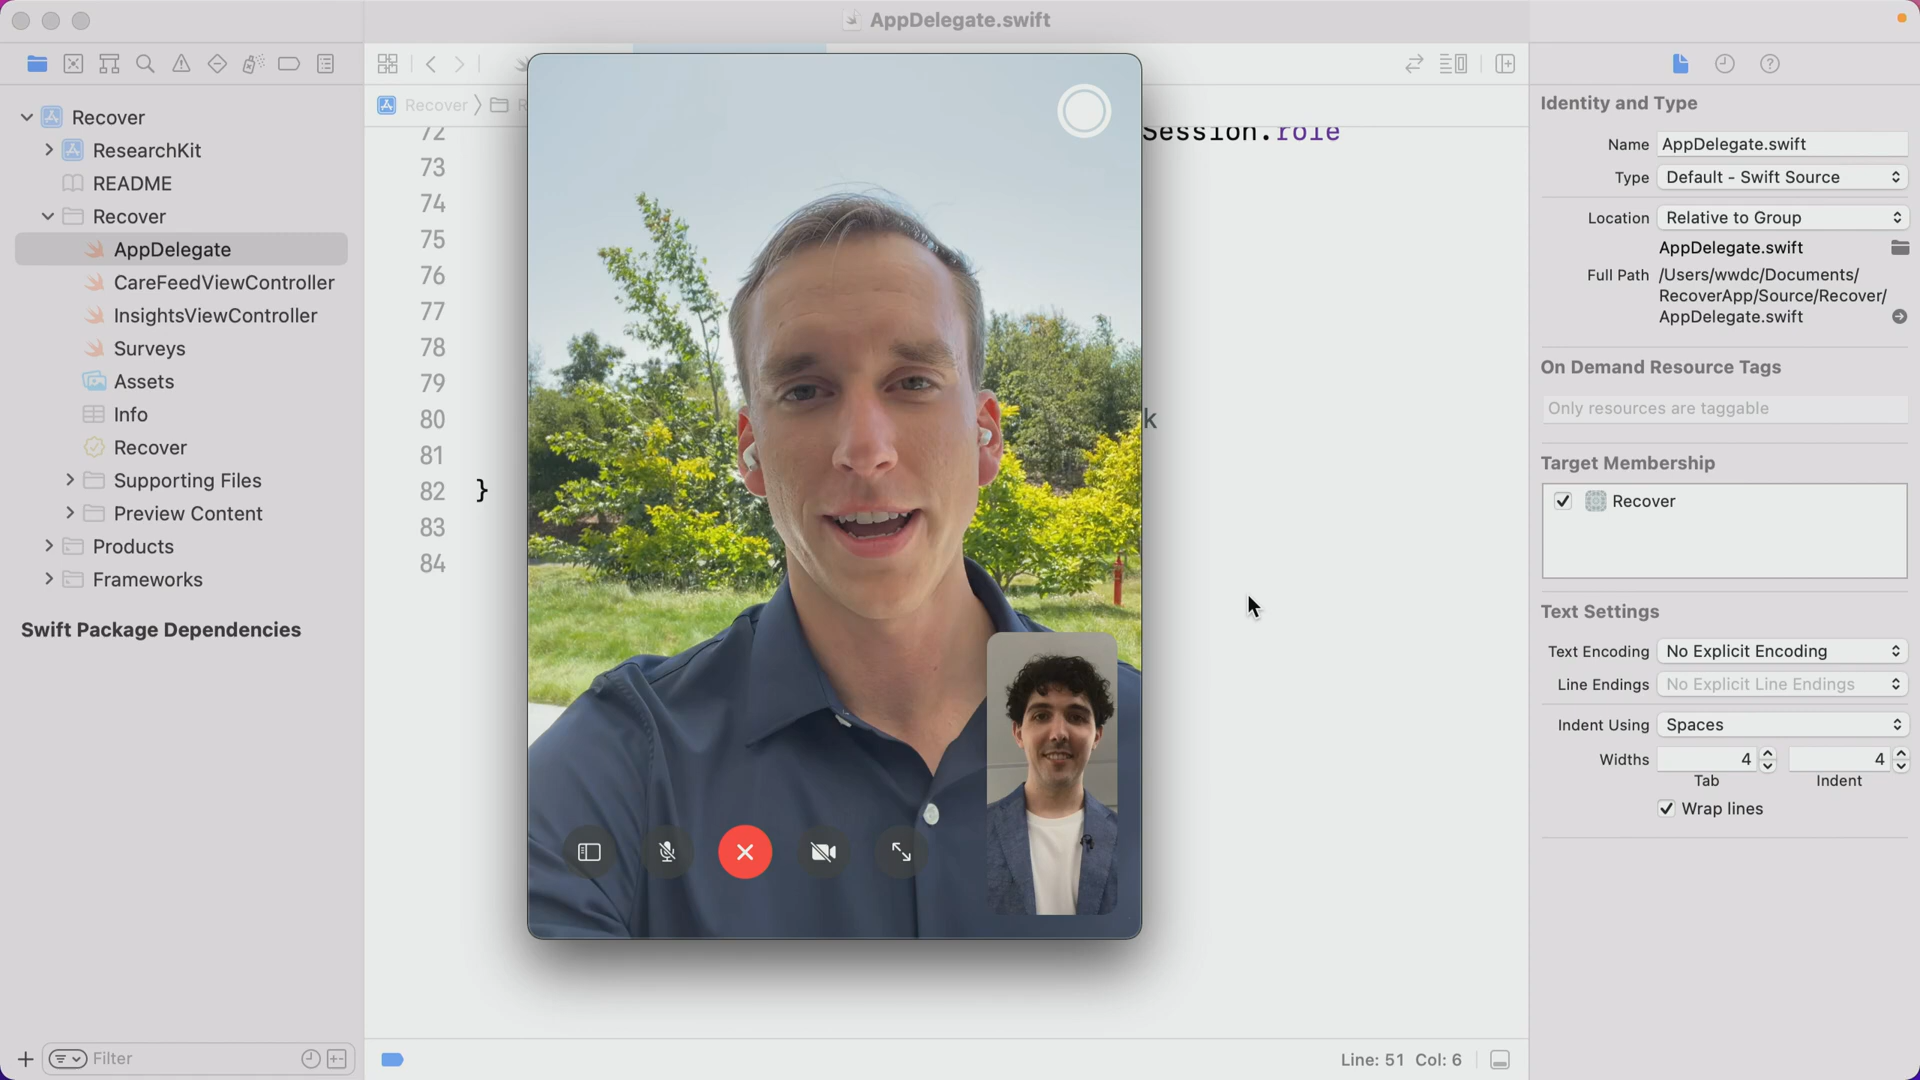 AppDelegate.swift
Recover
ResearchKit
README
Recover
AppDelegate
CareFeedViewController
InsightsViewController
Surveys
Assets
Info
Recover
Supporting Files
Preview Content
Products
Frameworks
Swift Package Dependencies
Filter
Recover
72 Session.role
73
74
75
76
77
78
79
80 k
81
82 }
83
84
Line: 51 Col: 6
Identity and Type
Name AppDelegate.swift
Type Default - Swift Source
Location Relative to Group
AppDelegate.swift
Full Path /Users/wwdc/Documents/
RecoverApp/Source/Recover/
AppDelegate.swift
On Demand Resource Tags
Only resources are taggable
Target Membership
Recover
Text Settings
Text Encoding No Explicit Encoding
Line Endings No Explicit Line Endings
Indent Using Spaces
Widths 4 4
Tab Indent
Wrap lines